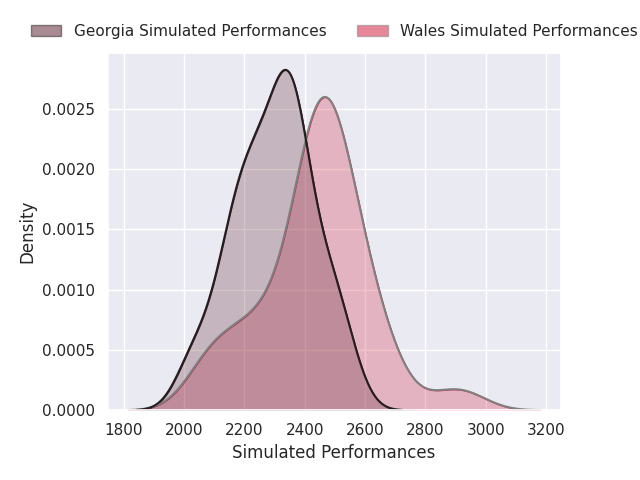 Georgia Simulated Performances Wales Simulated Performances
0.0025
0.0020
0.0015
0.0010
0.0005
0.0000
Density
1800 2000 2200 2400 2600 2800 3000 3200
Simulated Performances